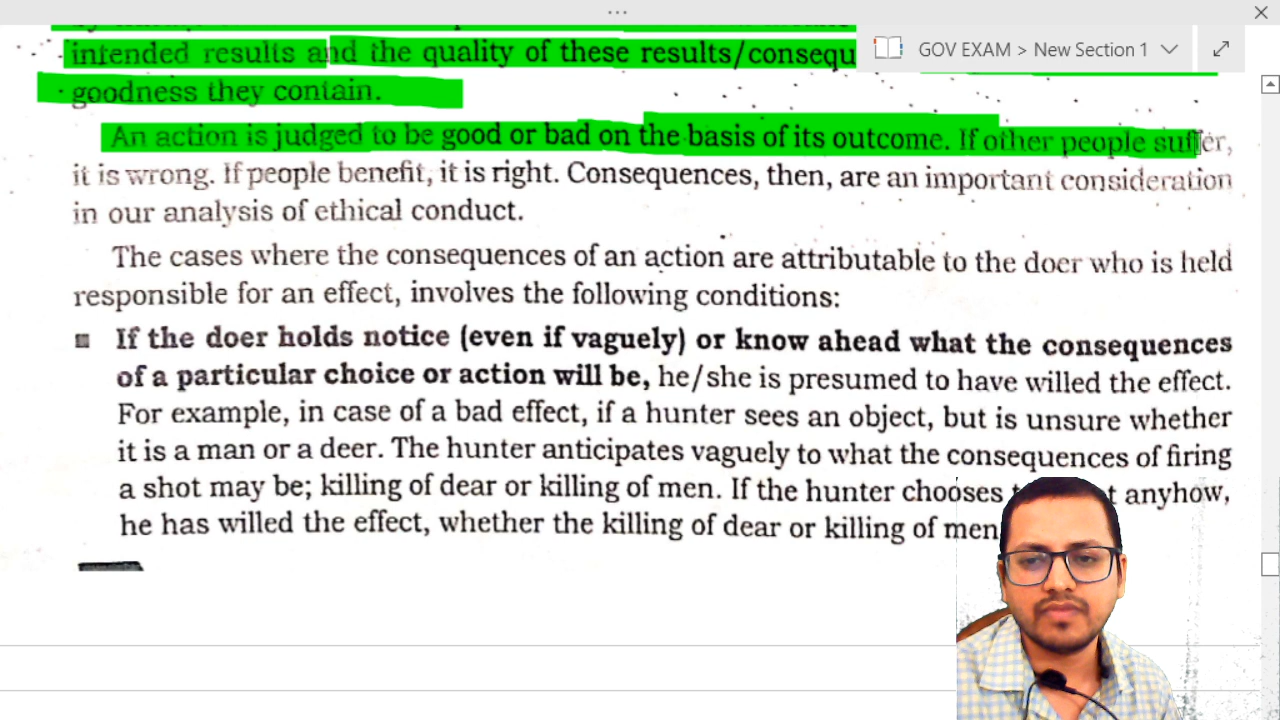 GOV EXAM > New Section 1
intended results and the quality of these results/consequ
goodness they contain.
An action is judged to be good or bad on the basis of its outcome. If other people suffer,
it is wrong. If people benefit, it is right. Consequences, then, are an important consideration
in our analysis of ethical conduct.
The cases where the consequences of an action are attributable to the doer who is held
responsible for an effect, involves the following conditions:
■ If the doer holds notice (even if vaguely) or know ahead what the consequences
of a particular choice or action will be, he/she is presumed to have willed the effect.
For example, in case of a bad effect, if a hunter sees an object, but is unsure whether
it is a man or a deer. The hunter anticipates vaguely to what the consequences of firing
a shot may be; killing of dear or killing of men. If the hunter chooses anyhow,
he has willed the effect, whether the killing of dear or killing of men